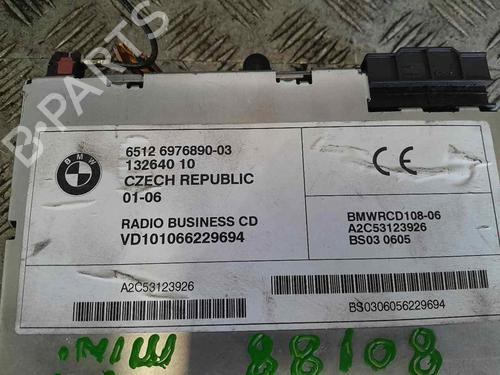 B-PARTS
BMW
6512 6976890-03
132640 10
CZECH REPUBLIC
01-06
RADIO BUSINESS CD
VD101066229694
CE
BMWRCD108-06
A2C53123926
BS03 0605
A2C53123926
BS0306056229694
88108